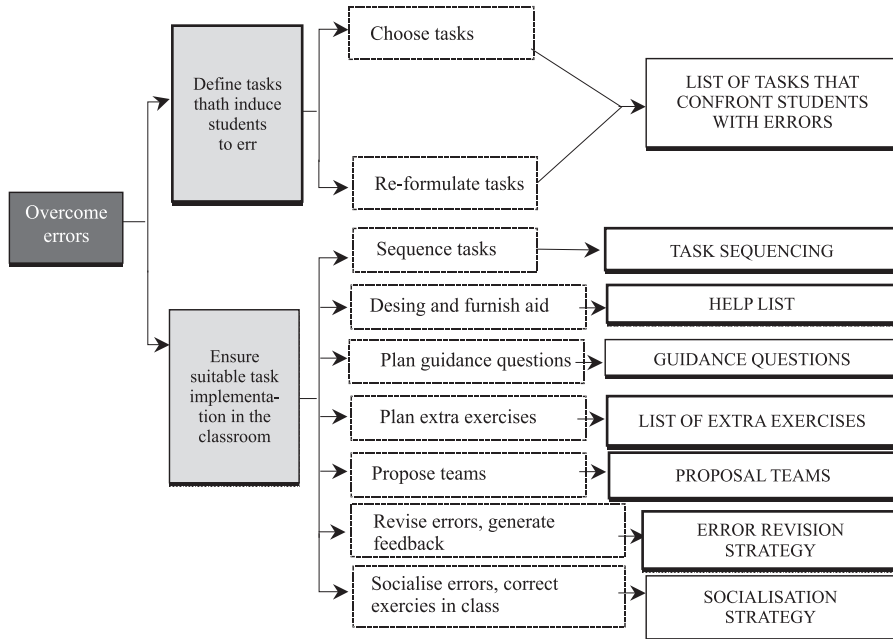 Overcome
errors
Define tasks
thath induce
students
to err
Choose tasks
Re-formulate tasks
LIST OF TASKS THAT
CONFRONT STUDENTS
WITH ERRORS
Ensure
suitable task
implementa-
tion in the
classroom
Sequence tasks
TASK SEQUENCING
Desing and furnish aid
HELP LIST
Plan guidance questions
GUIDANCE QUESTIONS
Plan extra exercises
LIST OF EXTRA EXERCISES
Propose teams
PROPOSAL TEAMS
Revise errors, generate
feedback
ERROR REVISION
STRATEGY
Socialise errors, correct
exercies in class
SOCIALISATION
STRATEGY